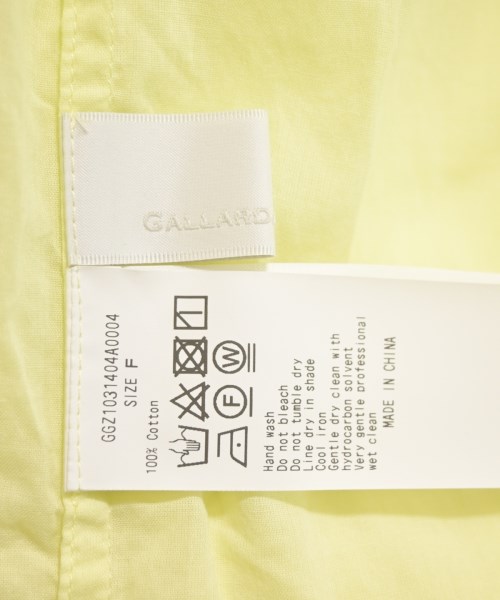 GALLARD
GGZ1031404A0004
SIZE F
100% Cotton
Hand wash
Do not bleach
Do not tumble dry
Line dry in shade
Cool iron
Gentle dry clean with
hydrocarbon solvent
Very gentle professional
wet clean
MADE IN CHINA